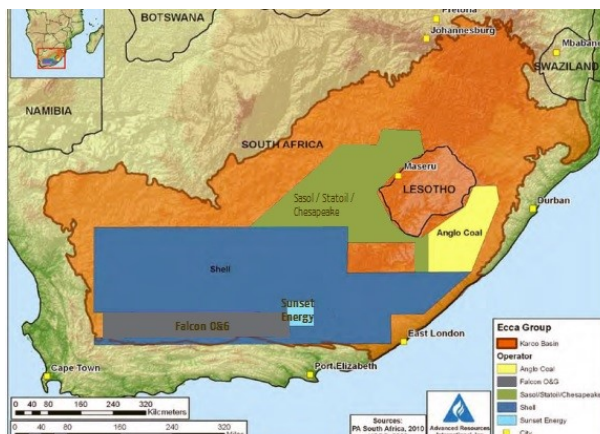 BOTSWANA
Pretoria
Johannesburg
Mbabane
SWAZILAND
NAMIBIA
SOUTH AFRICA
Maseru
LESOTHO
Sasol / Statoil /
Chesapeake
Durban
Anglo Coal
Shell
Sunset
Energy
Falcon O&G
East London
Cape Town
Port Elizabeth
0 40 80 160 240 320
Kilometers
0 40 80 160 240 320
Miles
Sources:
PA South Africa, 2010
Advanced Resources
International, Inc.
Ecca Group
Karoo Basin
Operator
Anglo Coal
Falcon O&G
Sasol/Statoil/Chesapeake
Shell
Sunset Energy
City